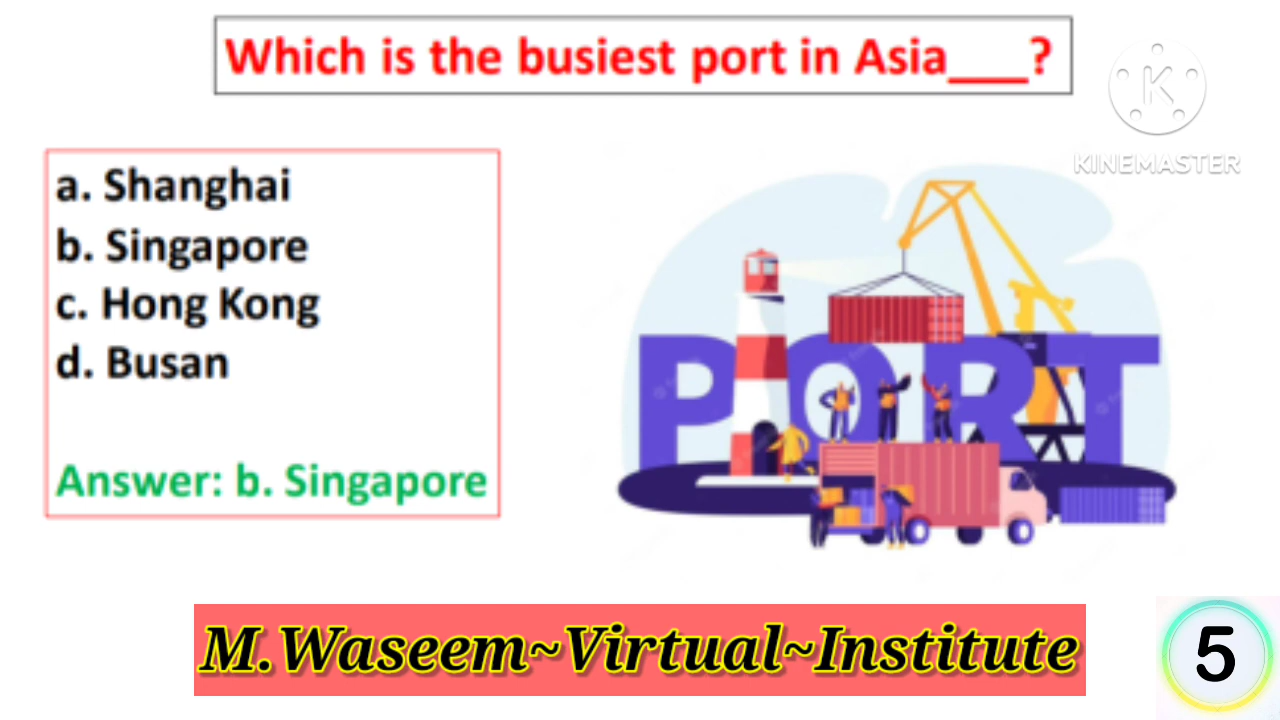 Which is the busiest port in Asia___?
K
KINEMASTER
a. Shanghai
b. Singapore
c. Hong Kong
d. Busan
Answer: b. Singapore
PORT
M.Waseem~Virtual~Institute
5